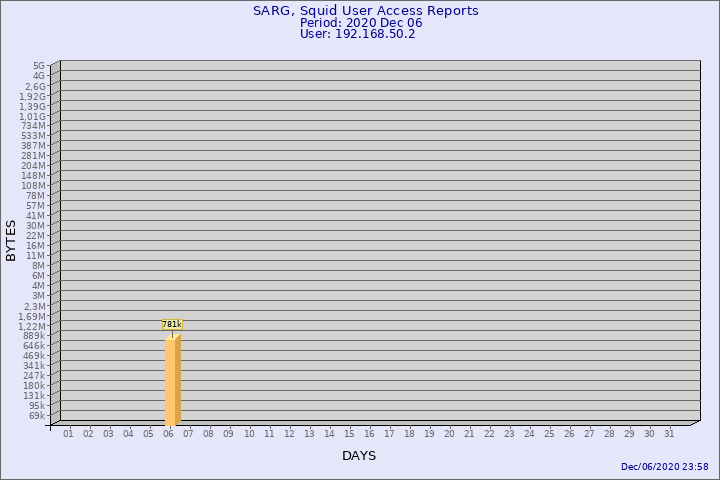 SARG, Squid User Access Reports
Period: 2020 Dec 06
User: 192.168.50.2
BYTES
5G
4G
2,6G
1,92G
1,39G
1,01G
734M
533M
387M
281M
204M
148M
108M
78M
57M
41M
30M
22M
16M
11M
8M
6M
4M
3M
2,3M
1,69M
1,22M
889k
646k
469k
341k
247k
180k
131k
95k
69k
781k
01 02 03 04 05 06 07 08 09 10 11 12 13 14 15 16 17 18 19 20 21 22 23 24 25 26 27 28 29 30 31
DAYS
Dec/06/2020 23:58